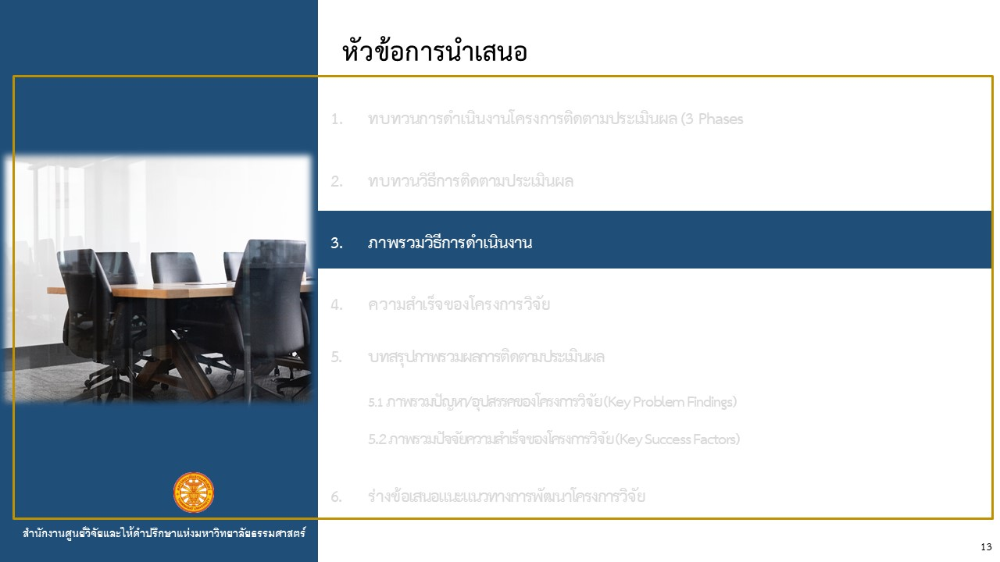 หัวข้อการนำเสนอ
1. ทบทวนการดำเนินงานโครงการติดตามประเมินผล (3 Phases
2. ทบทวนวิธีการติดตามประเมินผล
3. ภาพรวมวิธีการดำเนินงาน
4. ความสำเร็จของโครงการวิจัย
5. บทสรุปภาพรวมผลการติดตามประเมินผล
5.1 ภาพรวมปัญหา/อุปสรรคของโครงการวิจัย (Key Problem Findings)
5.2 ภาพรวมปัจจัยความสำเร็จของโครงการวิจัย (Key Success Factors)
6. ร่างข้อเสนอแนะแนวทางการพัฒนาโครงการวิจัย
สำนักงานศูนย์วิจัยและให้คำปรึกษาแห่งมหาวิทยาลัยธรรมศาสตร์
13